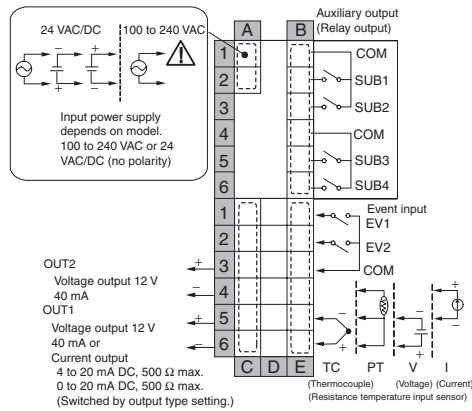 24 VAC/DC
100 to 240 VAC
− +
+ −
Input power supply
depends on model.
100 to 240 VAC or 24
VAC/DC (no polarity)
A B
1
2
3
4
5
6
1
2
3
4
5
6
C D E
Auxiliary output
(Relay output)
COM
SUB1
SUB2
COM
SUB3
SUB4
Event input
EV1
EV2
COM
OUT2 +
Voltage output 12 V
40 mA −
OUT1
Voltage output 12 V +
40 mA or −
Current output
4 to 20 mA DC, 500 Ω max.
0 to 20 mA DC, 500 Ω max.
(Switched by output type setting.)
−
+
−
+
+
−
TC PT V I
(Thermocouple) (Voltage) (Current)
(Resistance temperature input sensor)